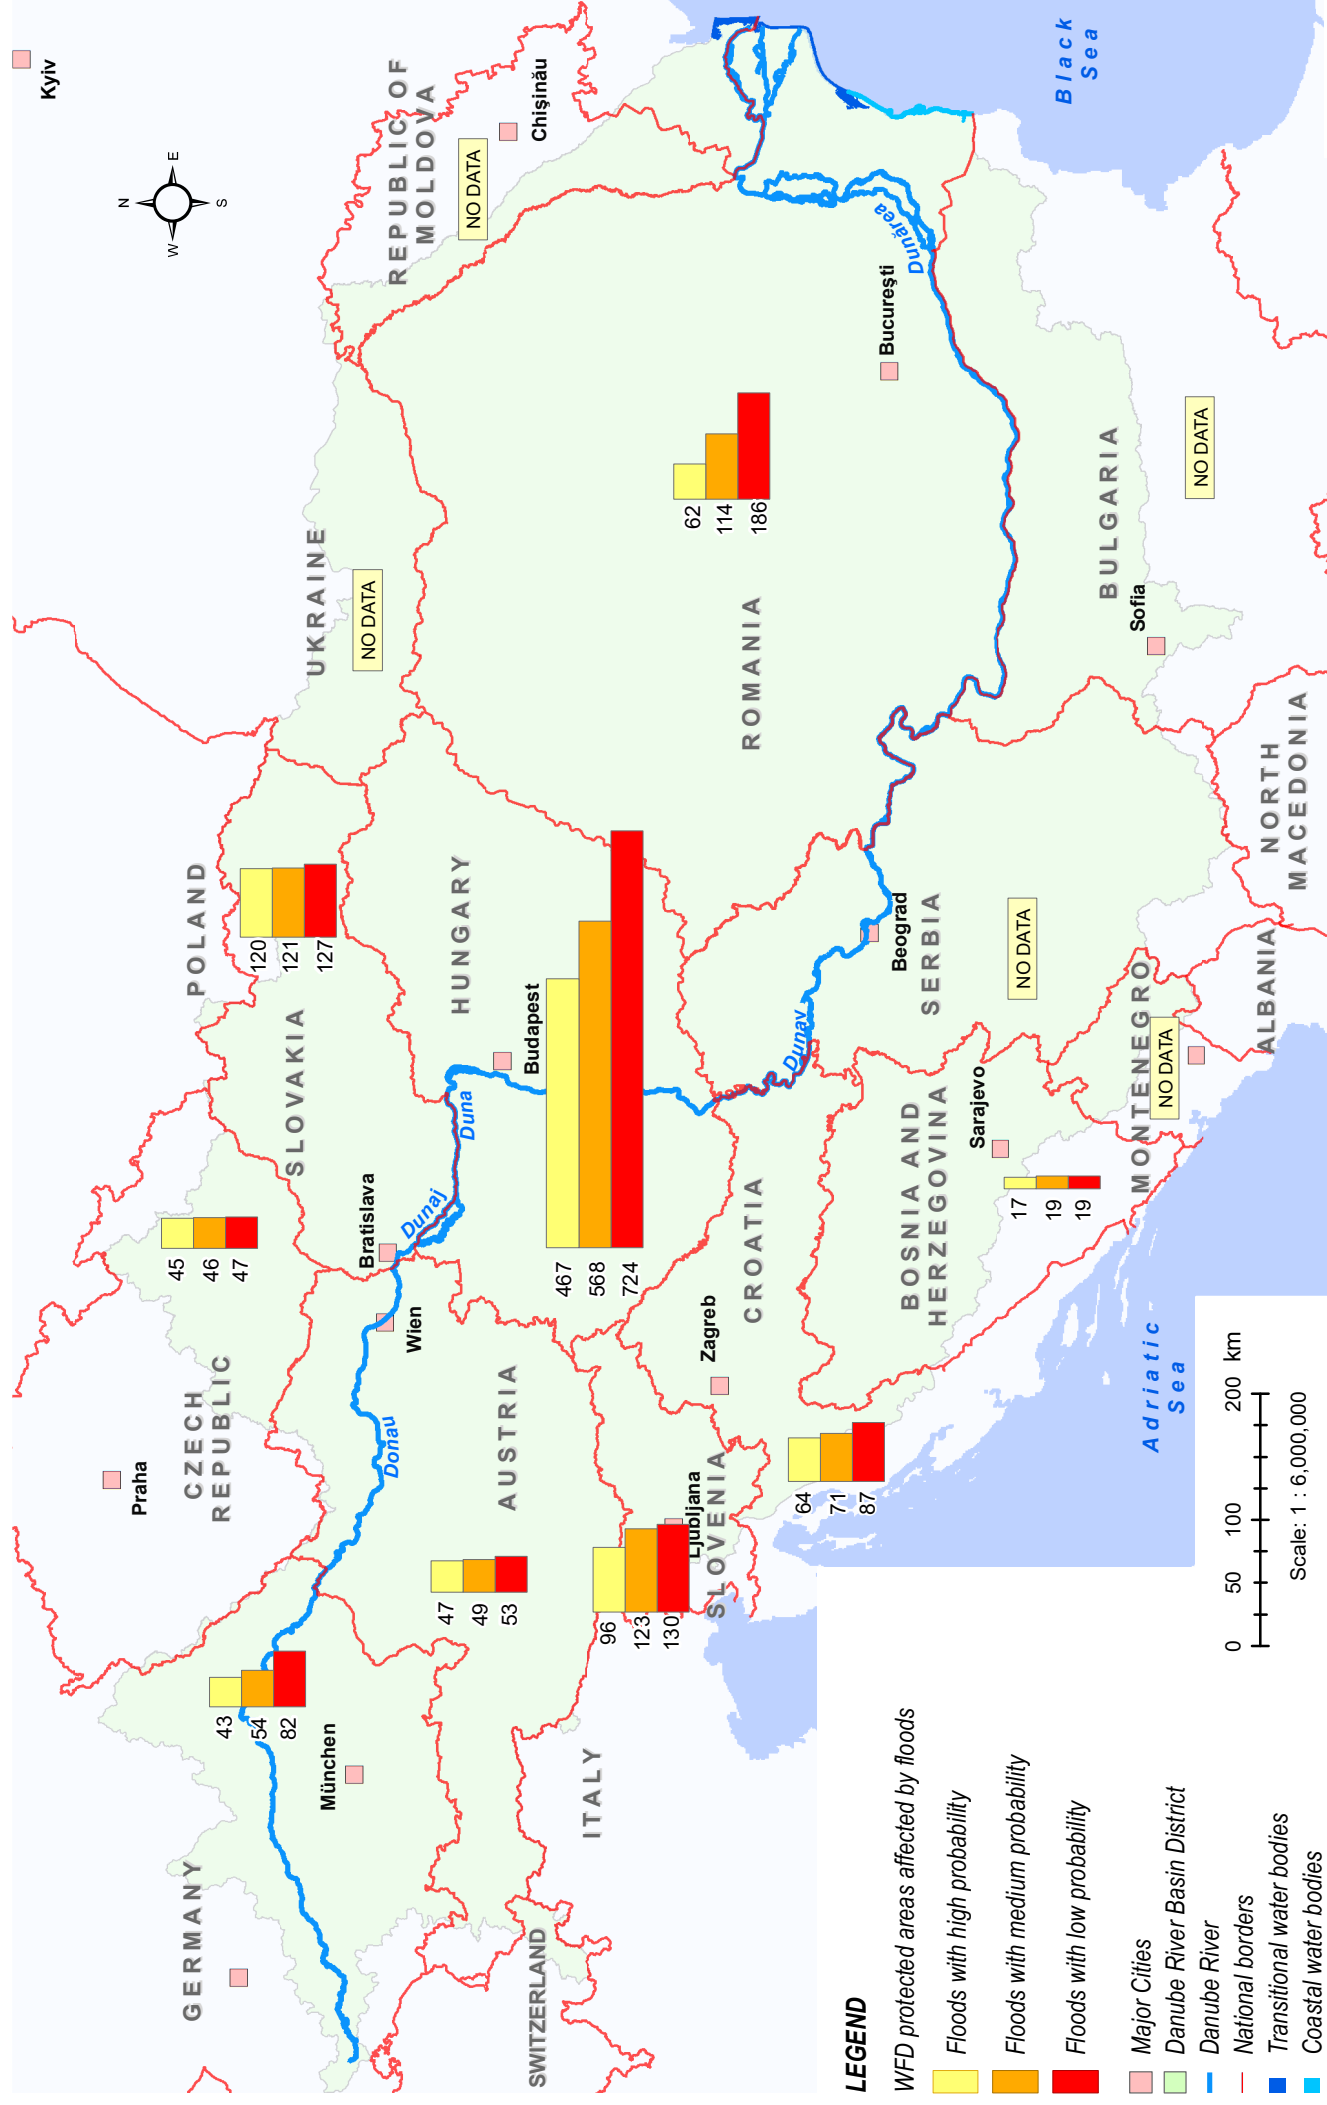 Kyiv
N
W
E
S
REPUBLIC OF
MOLDOVA
NO DATA
Chişinău
UKRAINE
NO DATA
POLAND
120
121
127
SLOVAKIA
45
46
47
CZECH
REPUBLIC
Praha
GERMANY
43
54
82
München
Donau
Wien
Bratislava
Dunaj
Duna
HUNGARY
Budapest
467
568
724
AUSTRIA
47
49
53
SWITZERLAND
ITALY
96
123
130
Ljubljana
SLOVENIA
Zagreb
CROATIA
64
71
87
ROMANIA
62
114
186
Bucureşti
Dunărea
Black
Sea
Dunav
Beograd
SERBIA
NO DATA
BOSNIA AND
HERZEGOVINA
Sarajevo
17
19
19
MONTENEGRO
NO DATA
ALBANIA
NORTH
MACEDONIA
BULGARIA
Sofia
NO DATA
Adriatic
Sea
0
50
100
200
km
Scale: 1 : 6,000,000
LEGEND
WFD protected areas affected by floods
Floods with high probability
Floods with medium probability
Floods with low probability
Major Cities
Danube River Basin District
Danube River
National borders
Transitional water bodies
Coastal water bodies